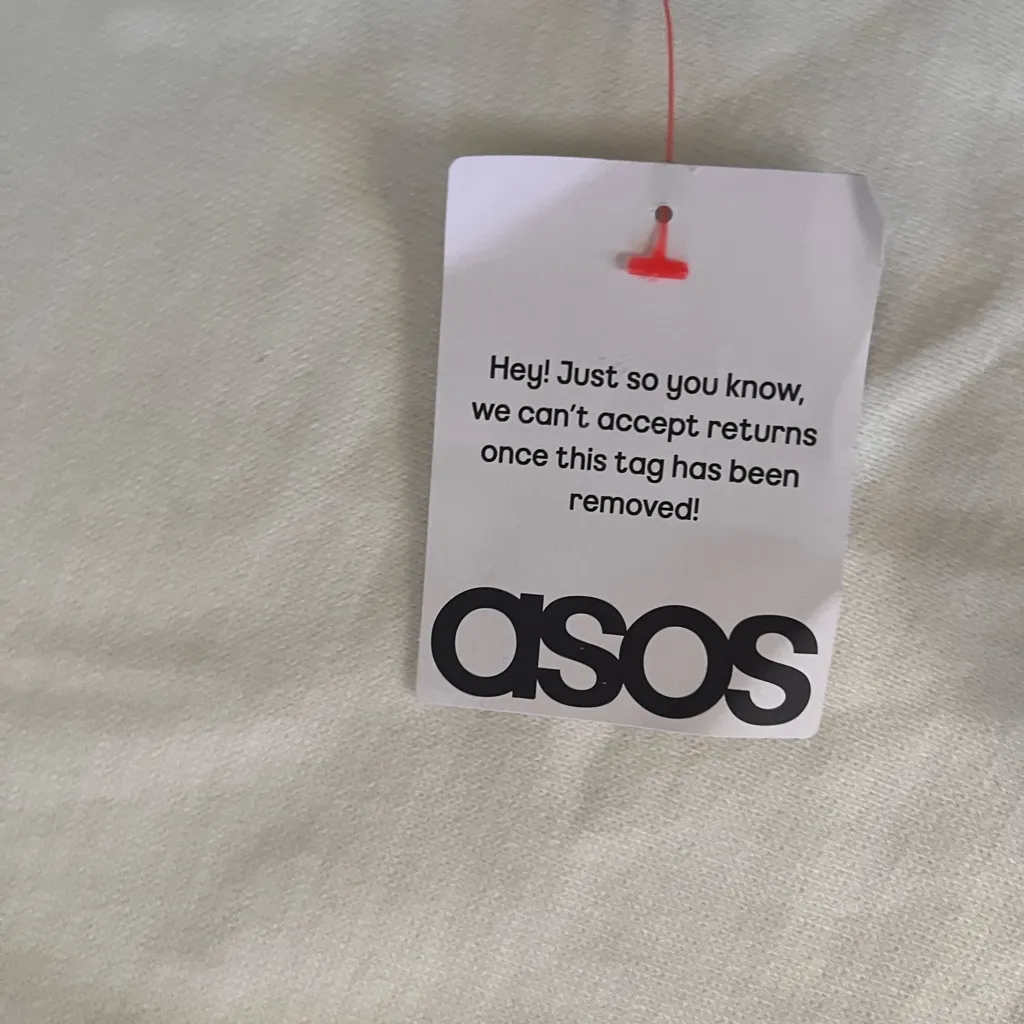 Hey! Just so you know,
we can't accept returns
once this tag has been
removed!
asos